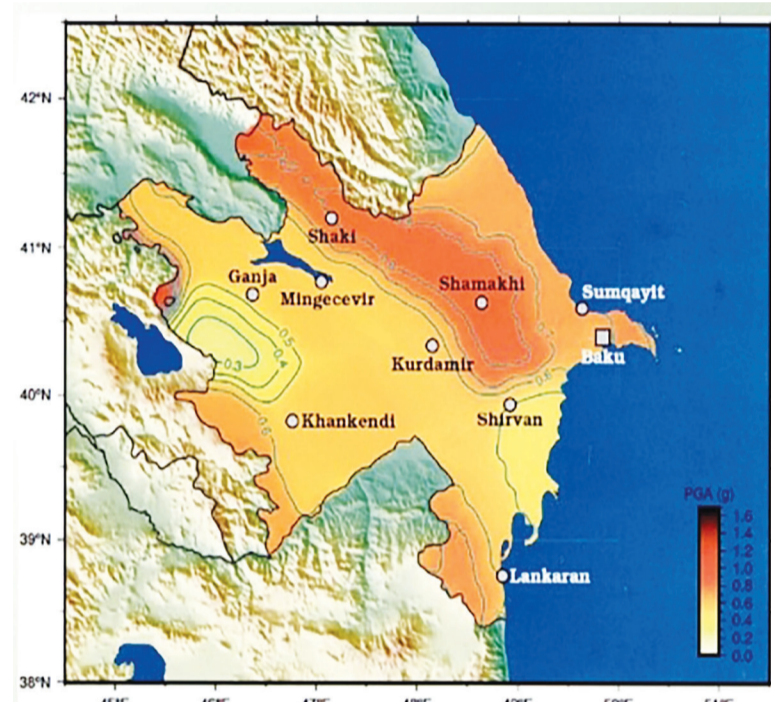 42°N
Shaki
41°N
Ganja
Mingecevir
Shamakhi
Sumqayit
0.5
0.4
0.3
Kurdamir
Baku
40°N
0.6
Khankendi
0.6
Shirvan
PGA (g)
1.6
1.4
1.2
1.0
0.8
0.6
0.4
0.2
0.0
39°N
Lankaran
38°N